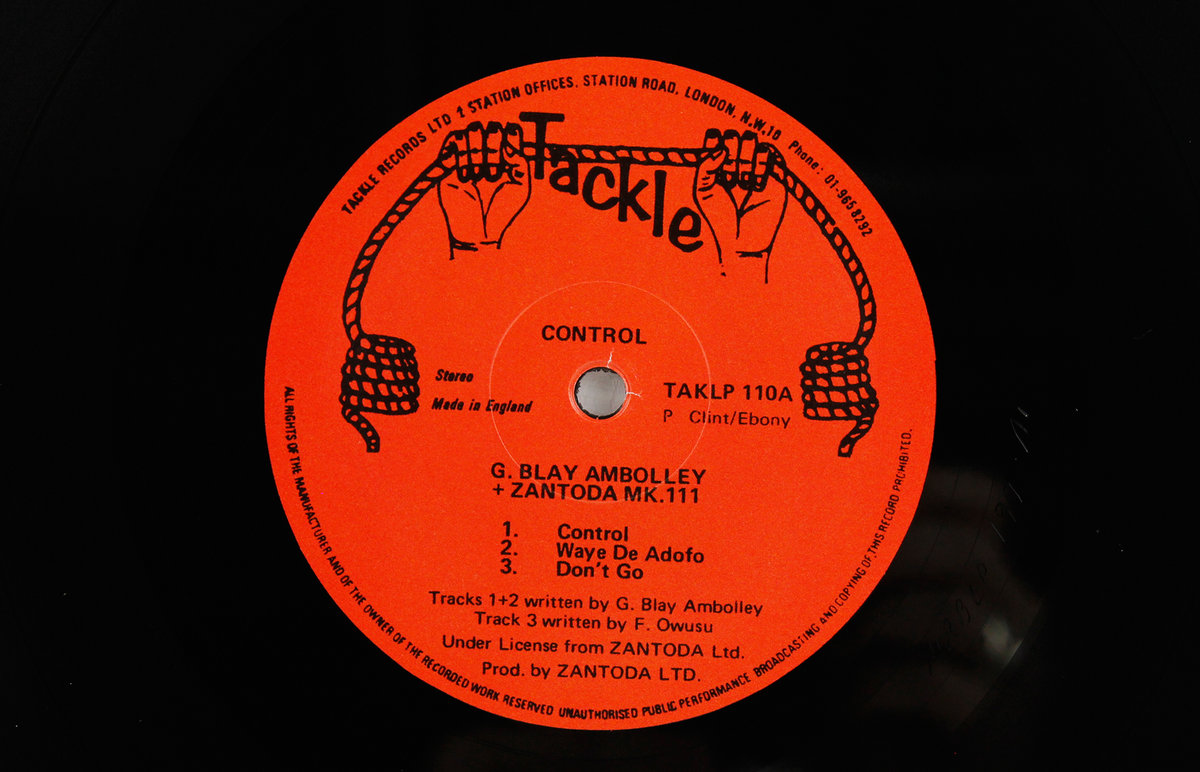 TACKLE RECORDS LTD 1 STATION OFFICES. STATION ROAD, LONDON, N.W.10 Phone: 01-965 8292
Tackle
CONTROL
Stereo
Made in England
TAKLP 110A
P Clint/Ebony
G. BLAY AMBOLLEY
+ ZANTODA MK.111
1. Control
2. Waye De Adofo
3. Don't Go
Tracks 1+2 written by G. Blay Ambolley
Track 3 written by F. Owusu
Under License from ZANTODA Ltd.
Prod. by ZANTODA LTD.
ALL RIGHTS OF THE MANUFACTURER AND OF THE OWNER OF THE RECORDED WORK RESERVED UNAUTHORISED PUBLIC PERFORMANCE BROADCASTING AND COPYING OF THIS RECORD PROHIBITED.